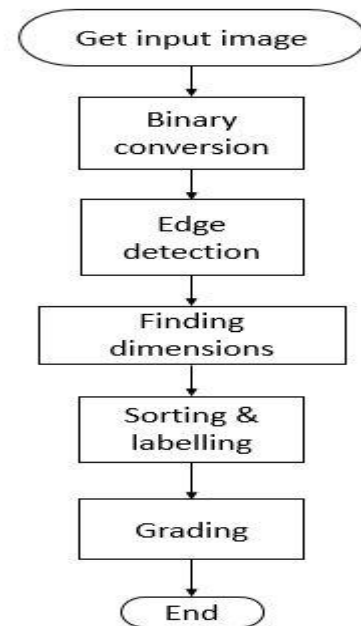 Get input image
Binary
conversion
Edge
detection
Finding
dimensions
Sorting &
labelling
Grading
End